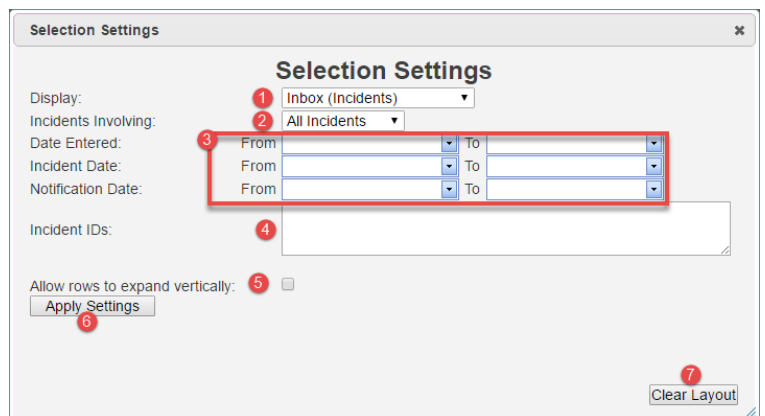 Selection Settings
Selection Settings
Display: 1 Inbox (Incidents)
Incidents Involving: 2 All Incidents
Date Entered: 3 From To
Incident Date: From To
Notification Date: From To
Incident IDs: 4
Allow rows to expand vertically: 5
Apply Settings
6
7
Clear Layout